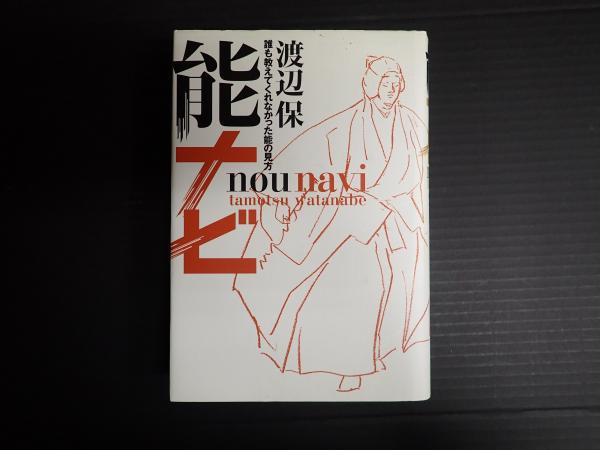 渡辺保
誰も教えてくれなかった能の見方
能ナビ
nou navi
tamotsu watanabe